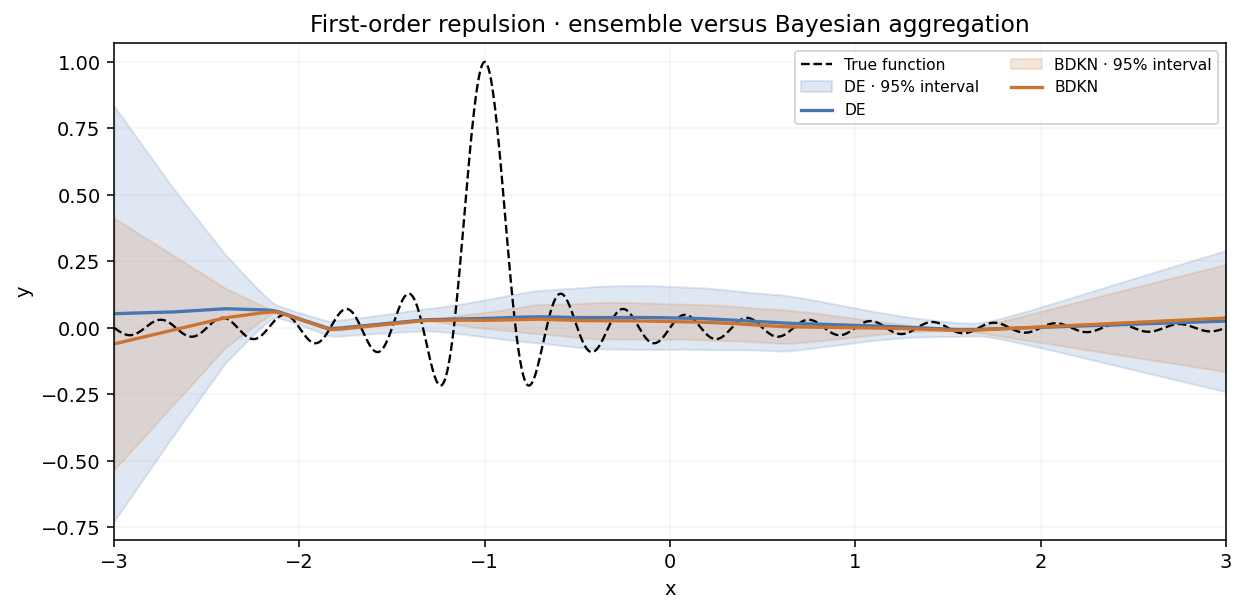 First-order repulsion · ensemble versus Bayesian aggregation
True function
DE · 95% interval
DE
BDKN · 95% interval
BDKN
y
1.00
0.75
0.50
0.25
0.00
−0.25
−0.50
−0.75
−3
−2
−1
0
1
2
3
x